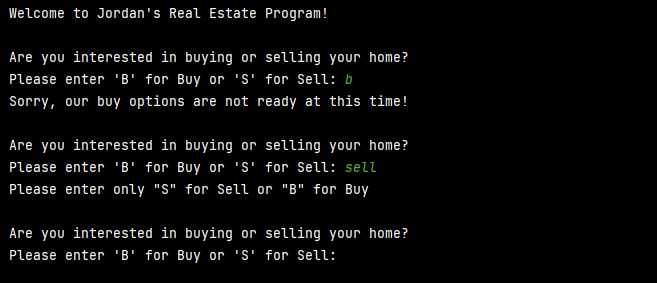 Welcome to Jordan's Real Estate Program!
Are you interested in buying or selling your home?
Please enter 'B' for Buy or 'S' for Sell: b
Sorry, our buy options are not ready at this time!
Are you interested in buying or selling your home?
Please enter 'B' for Buy or 'S' for Sell: sell
Please enter only "S" for Sell or "B" for Buy
Are you interested in buying or selling your home?
Please enter 'B' for Buy or 'S' for Sell: